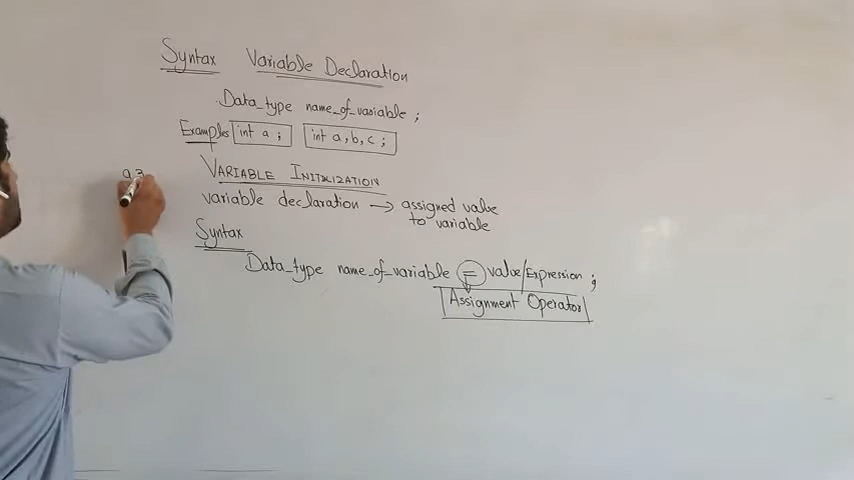 Syntax Variable Declaration
Data_type name_of_variable ;
Examples int a ; int a, b, c ;
VARIABLE INITILIZATION
variable declaration → assigned value
to variable
Syntax
Data_type name_of_variable = value/Expression ;
Assignment Operator